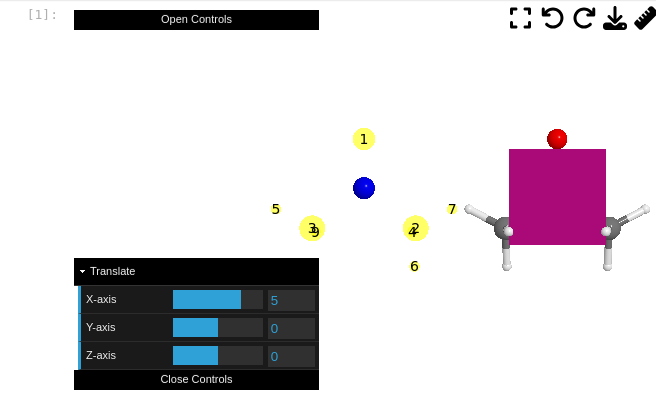 [1]:
Open Controls
1
5
7
3
9
2
4
6
Translate
X-axis 5
Y-axis 0
Z-axis 0
Close Controls